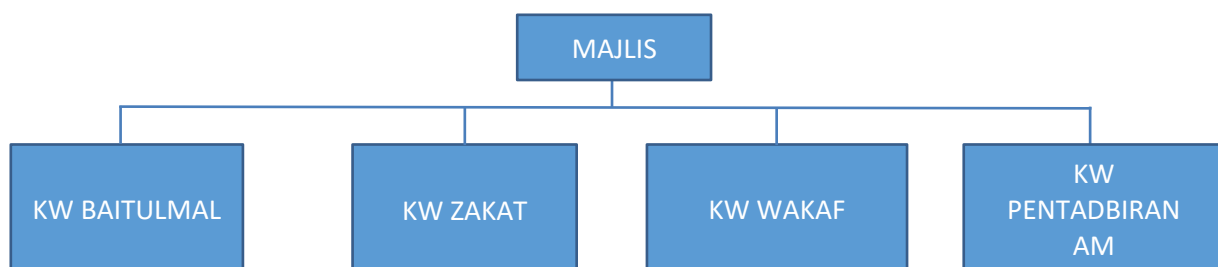 MAJLIS
KW BAITULMAL
KW ZAKAT
KW WAKAF
KW
PENTADBIRAN
AM